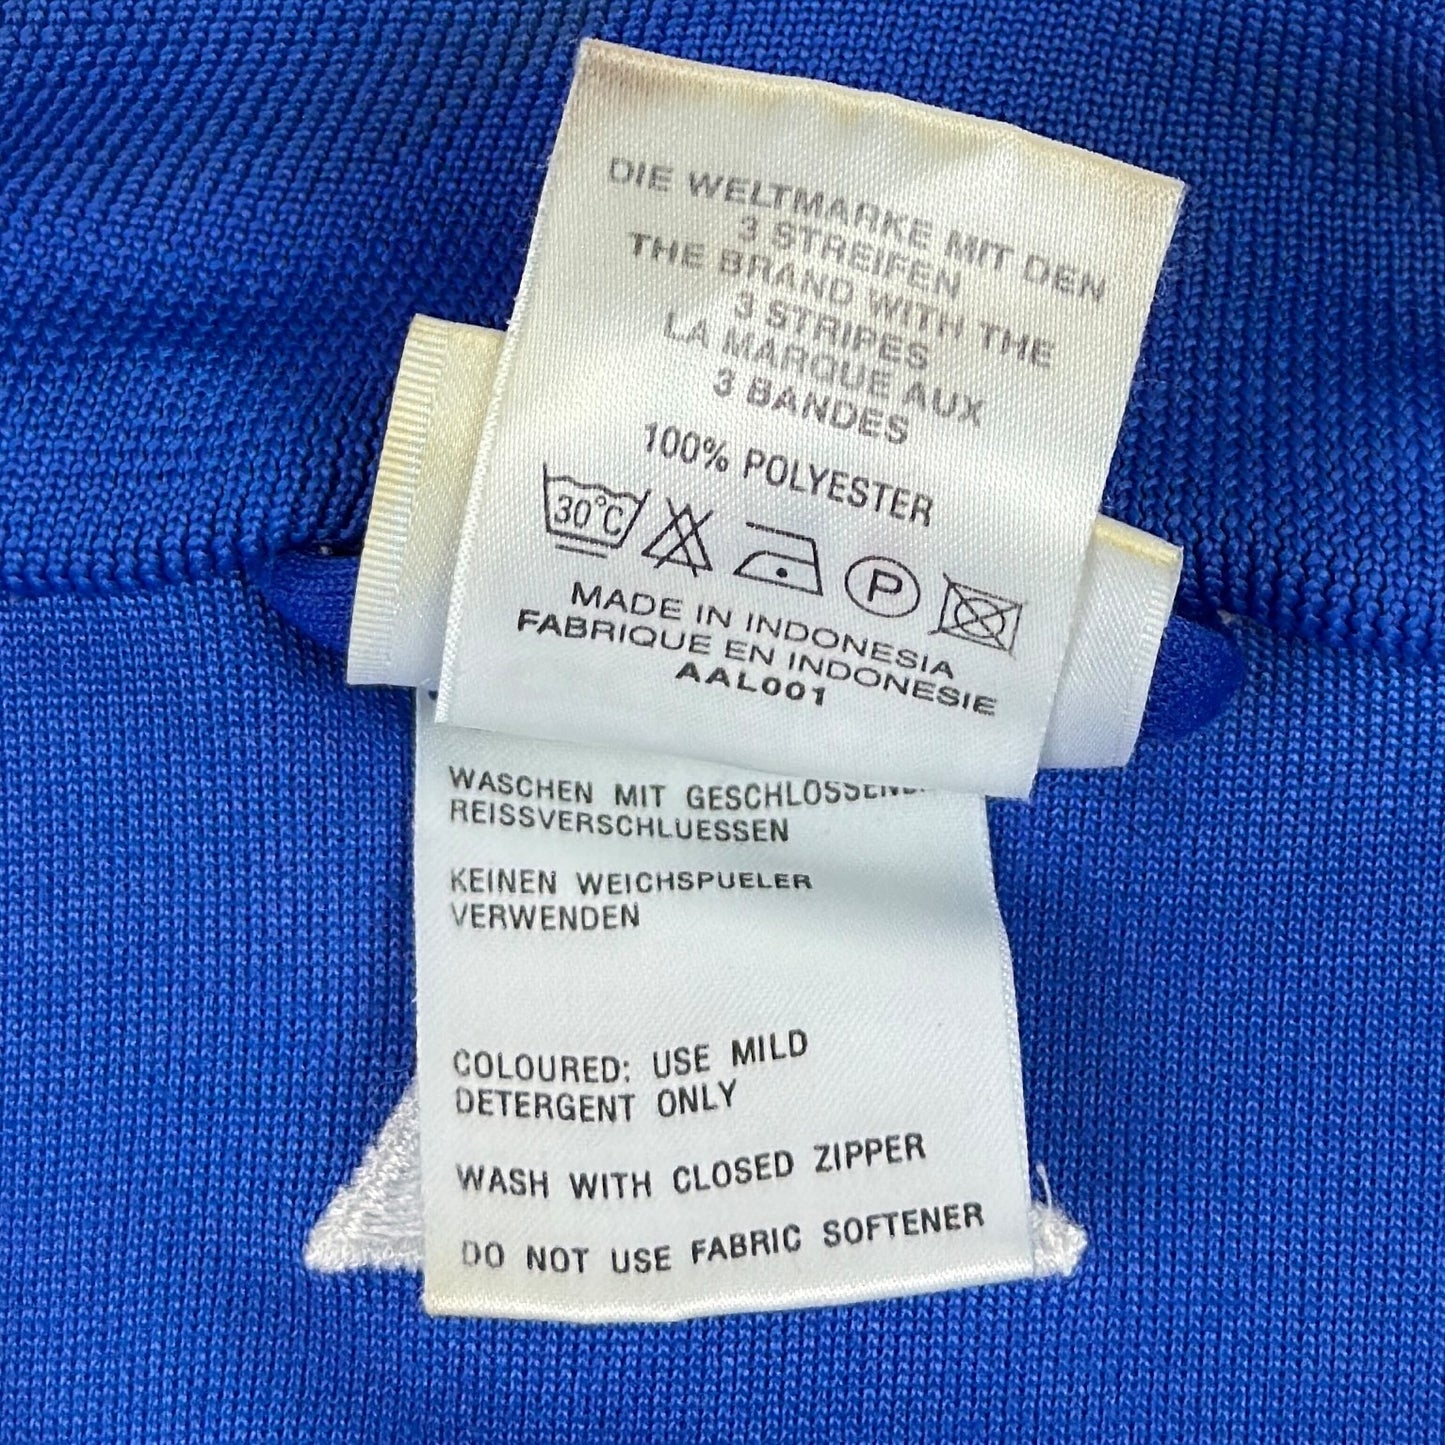 DIE WELTMARKE MIT DEN
3 STREIFEN
THE BRAND WITH THE
3 STRIPES
LA MARQUE AUX
3 BANDES
100% POLYESTER
30°C P
MADE IN INDONESIA
FABRIQUE EN INDONESIE
AAL001
WASCHEN MIT
REISSVERSCHLUESSEN
KEINEN WEICHSPUELER
VERWENDEN
COLOURED: USE MILD
DETERGENT ONLY
WASH WITH CLOSED ZIPPER
DO NOT USE FABRIC SOFTENER